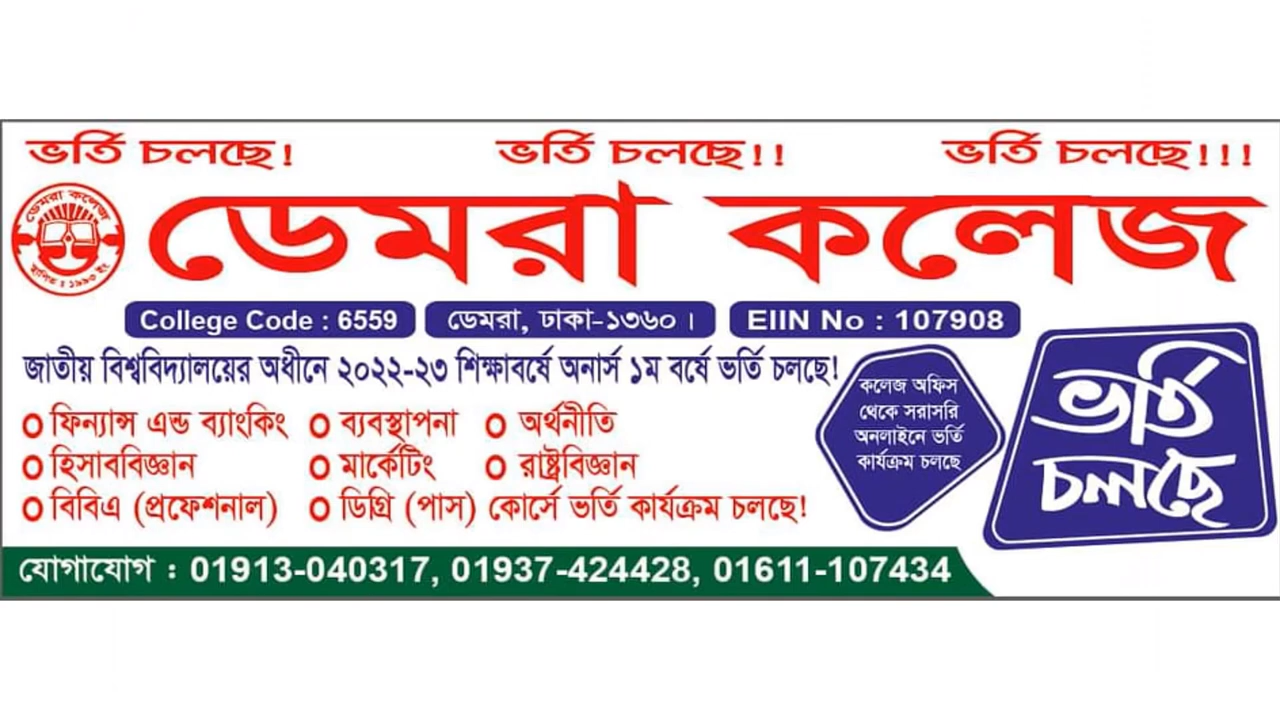 ভর্তি চলছে! ভর্তি চলছে!! ভর্তি চলছে!!!
ডেমরা কলেজ
স্থাপিত : ১৯৯০ ইং
ডেমরা কলেজ
College Code : 6559 ডেমরা, ঢাকা-১৩৬০। EIIN No : 107908
জাতীয় বিশ্ববিদ্যালয়ের অধীনে ২০২২-২৩ শিক্ষাবর্ষে অনার্স ১ম বর্ষে ভর্তি চলছে!
ফিন্যান্স এন্ড ব্যাংকিং ব্যবস্থাপনা অর্থনীতি
হিসাববিজ্ঞান মার্কেটিং রাষ্ট্রবিজ্ঞান
বিবিএ (প্রফেশনাল) ডিগ্রি (পাস) কোর্সে ভর্তি কার্যক্রম চলছে!
কলেজ অফিস
থেকে সরাসরি
অনলাইনে ভর্তি
কার্যক্রম চলছে
ভর্তি
চলছে
যোগাযোগ : 01913-040317, 01937-424428, 01611-107434